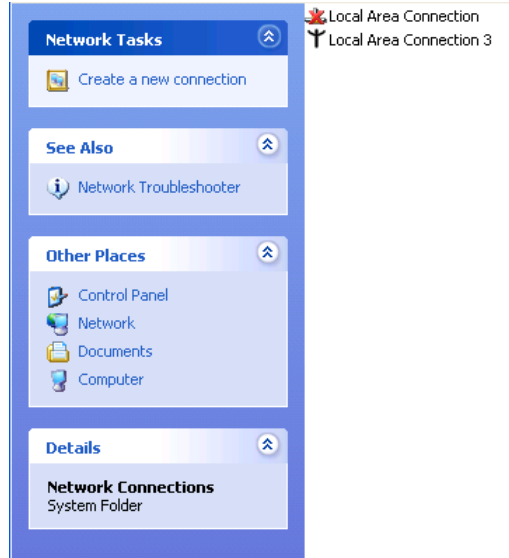 Network Tasks
Create a new connection
See Also
Network Troubleshooter
Other Places
Control Panel
Network
Documents
Computer
Details
Network Connections
System Folder
Local Area Connection
Local Area Connection 3